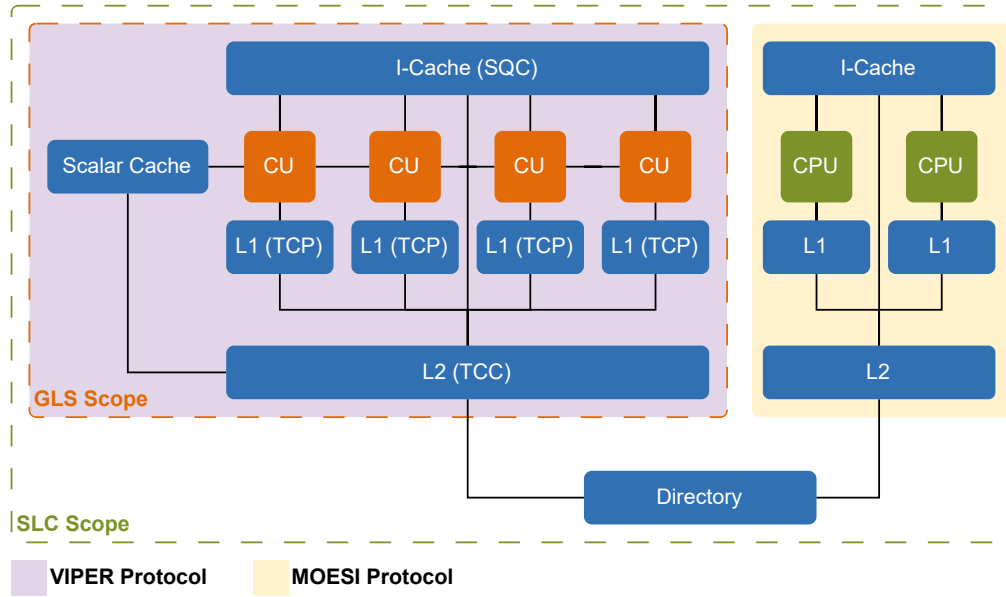 I-Cache (SQC)
I-Cache
Scalar Cache
CU
CU
CU
CU
CPU
CPU
L1 (TCP)
L1 (TCP)
L1 (TCP)
L1 (TCP)
L1
L1
L2 (TCC)
L2
GLS Scope
Directory
SLC Scope
VIPER Protocol
MOESI Protocol